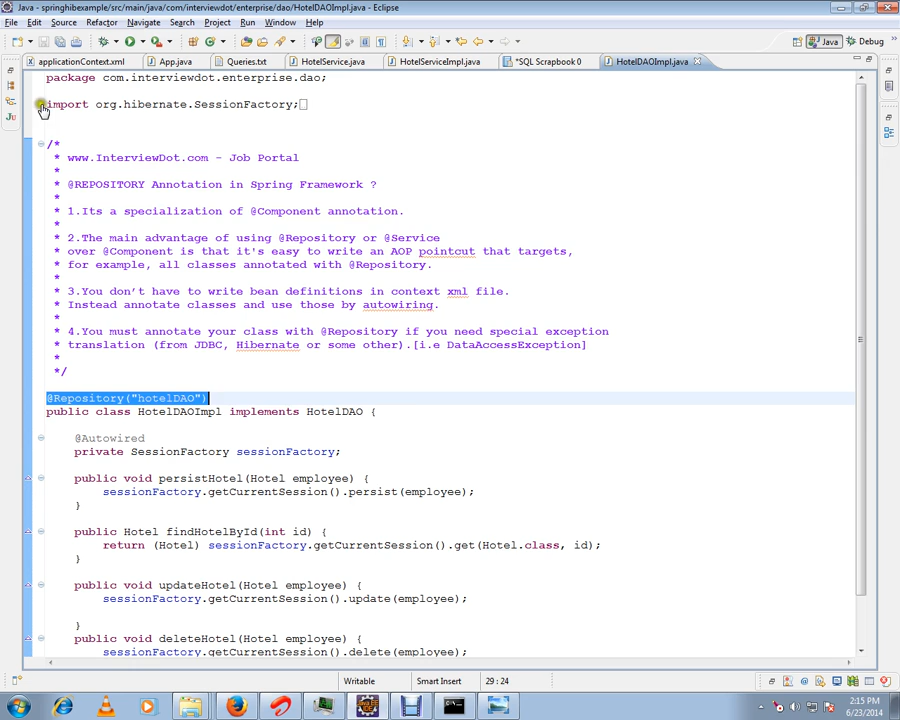 Java - springhibexample/src/main/java/com/interviewdot/enterprise/dao/HotelDAOImpl.java - Eclipse
File Edit Source Refactor Navigate Search Project Run Window Help
Java Debug
applicationContext.xml App.java Queries.txt HotelService.java HotelServiceImpl.java *SQL Scrapbook 0 HotelDAOImpl.java
package com.interviewdot.enterprise.dao;
import org.hibernate.SessionFactory;
/*
* www.InterviewDot.com - Job Portal
*
* @REPOSITORY Annotation in Spring Framework ?
*
* 1.Its a specialization of @Component annotation.
*
* 2.The main advantage of using @Repository or @Service
* over @Component is that it's easy to write an AOP pointcut that targets,
* for example, all classes annotated with @Repository.
*
* 3.You don’t have to write bean definitions in context xml file.
* Instead annotate classes and use those by autowiring.
*
* 4.You must annotate your class with @Repository if you need special exception
* translation (from JDBC, Hibernate or some other).[i.e DataAccessException]
*
*/
@Repository("hotelDAO")
public class HotelDAOImpl implements HotelDAO {
@Autowired
private SessionFactory sessionFactory;
public void persistHotel(Hotel employee) {
sessionFactory.getCurrentSession().persist(employee);
}
public Hotel findHotelById(int id) {
return (Hotel) sessionFactory.getCurrentSession().get(Hotel.class, id);
}
public void updateHotel(Hotel employee) {
sessionFactory.getCurrentSession().update(employee);
}
public void deleteHotel(Hotel employee) {
sessionFactory.getCurrentSession().delete(employee);
Writable Smart Insert 29 : 24
2:15 PM
6/23/2014